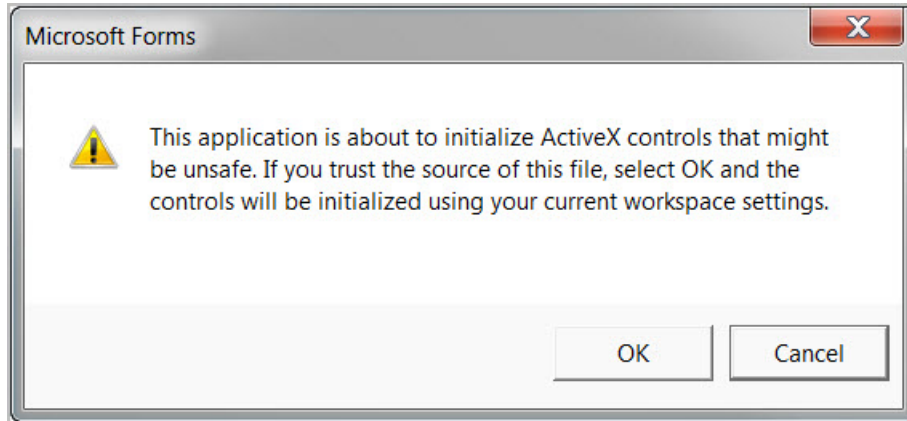 Microsoft Forms
This application is about to initialize ActiveX controls that might
be unsafe. If you trust the source of this file, select OK and the
controls will be initialized using your current workspace settings.
OK
Cancel